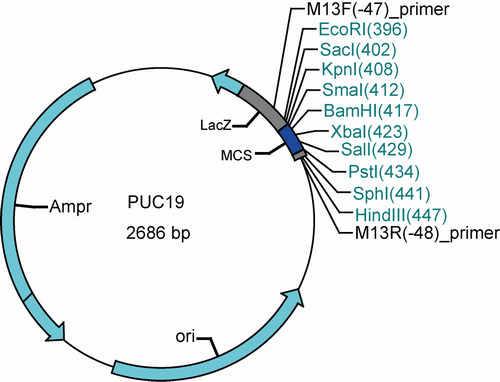 M13F(-47)_primer
EcoRI(396)
SacI(402)
KpnI(408)
SmaI(412)
BamHI(417)
XbaI(423)
SalI(429)
PstI(434)
SphI(441)
HindIII(447)
M13R(-48)_primer
LacZ
MCS
Ampr
PUC19
2686 bp
ori